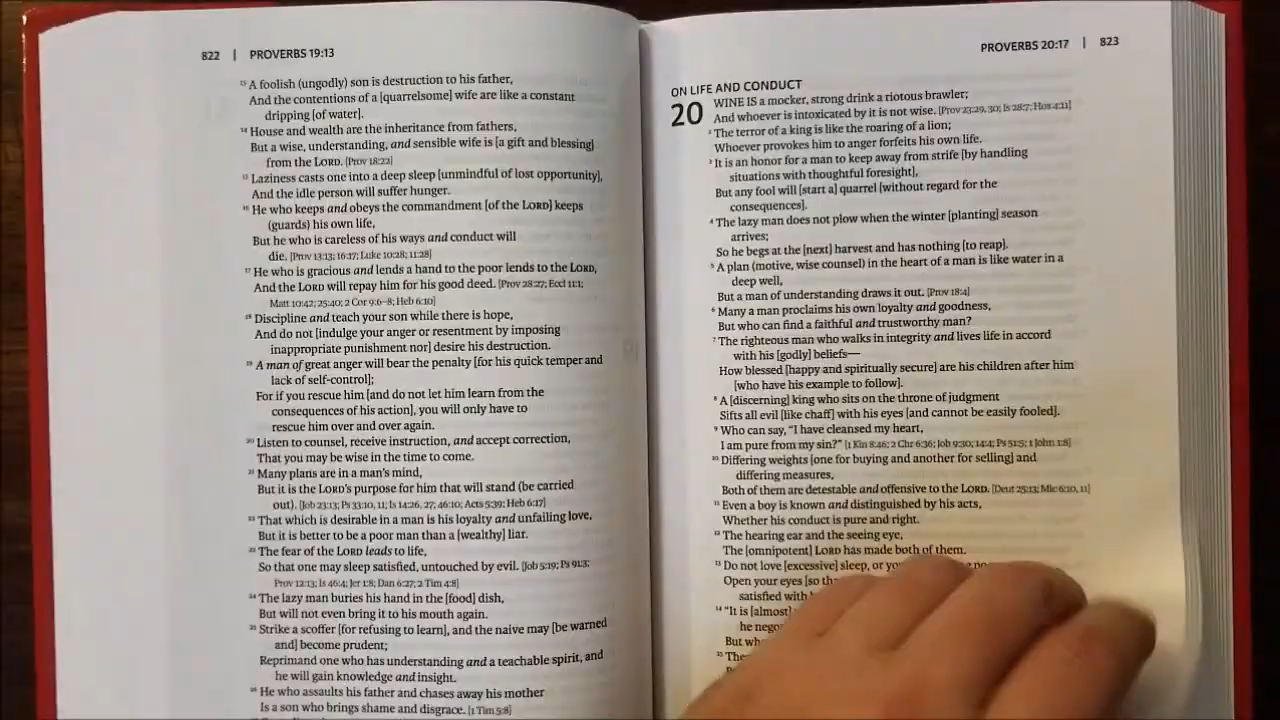 822 | PROVERBS 19:13
13 A foolish (ungodly) son is destruction to his father,
And the contentions of a [quarrelsome] wife are like a constant
dripping [of water].
14 House and wealth are the inheritance from fathers,
But a wise, understanding, and sensible wife is [a gift and blessing]
from the LORD. [Prov 18:22]
15 Laziness casts one into a deep sleep [unmindful of lost opportunity],
And the idle person will suffer hunger.
16 He who keeps and obeys the commandment [of the LORD] keeps
(guards) his own life,
But he who is careless of his ways and conduct will
die. [Prov 13:13; 16:17; Luke 10:28; 11:28]
17 He who is gracious and lends a hand to the poor lends to the LORD,
And the LORD will repay him for his good deed. [Prov 28:27; Eccl 11:1;
Matt 10:42; 25:40; 2 Cor 9:6-8; Heb 6:10]
18 Discipline and teach your son while there is hope,
And do not [indulge your anger or resentment by imposing
inappropriate punishment nor] desire his destruction.
19 A man of great anger will bear the penalty [for his quick temper and
lack of self-control];
For if you rescue him [and do not let him learn from the
consequences of his action], you will only have to
rescue him over and over again.
20 Listen to counsel, receive instruction, and accept correction,
That you may be wise in the time to come.
21 Many plans are in a man's mind,
But it is the LORD'S purpose for him that will stand (be carried
out). [Job 23:13; Ps 33:10, 11; Is 14:26, 27; 46:10; Acts 5:39; Heb 6:17]
22 That which is desirable in a man is his loyalty and unfailing love,
But it is better to be a poor man than a [wealthy] liar.
23 The fear of the LORD leads to life,
So that one may sleep satisfied, untouched by evil. [Job 5:19; Ps 91:3;
Prov 12:13; Is 46:4; Jer 1:8; Dan 6:27; 2 Tim 4:8]
24 The lazy man buries his hand in the [food] dish,
But will not even bring it to his mouth again.
25 Strike a scoffer [for refusing to learn], and the naive may [be warned
and] become prudent;
Reprimand one who has understanding and a teachable spirit, and
he will gain knowledge and insight.
26 He who assaults his father and chases away his mother
Is a son who brings shame and disgrace. [1 Tim 5:8]
PROVERBS 20:17 | 823
ON LIFE AND CONDUCT
20 WINE IS a mocker, strong drink a riotous brawler;
And whoever is intoxicated by it is not wise. [Prov 23:29, 30; Is 28:7; Hos 4:11]
2 The terror of a king is like the roaring of a lion;
Whoever provokes him to anger forfeits his own life.
3 It is an honor for a man to keep away from strife [by handling
situations with thoughtful foresight],
But any fool will [start a] quarrel [without regard for the
consequences].
4 The lazy man does not plow when the winter [planting] season
arrives;
So he begs at the [next] harvest and has nothing [to reap].
5 A plan (motive, wise counsel) in the heart of a man is like water in a
deep well,
But a man of understanding draws it out. [Prov 18:4]
6 Many a man proclaims his own loyalty and goodness,
But who can find a faithful and trustworthy man?
7 The righteous man who walks in integrity and lives life in accord
with his [godly] beliefs—
How blessed [happy and spiritually secure] are his children after him
[who have his example to follow].
8 A [discerning] king who sits on the throne of judgment
Sifts all evil [like chaff] with his eyes [and cannot be easily fooled].
9 Who can say, "I have cleansed my heart,
I am pure from my sin?" [1 Kin 8:46; 2 Chr 6:36; Job 9:30; 14:4; Ps 51:5; 1 John 1:8]
10 Differing weights [one for buying and another for selling] and
differing measures,
Both of them are detestable and offensive to the LORD. [Deut 25:13; Mic 6:10, 11]
11 Even a boy is known and distinguished by his acts,
Whether his conduct is pure and right.
12 The hearing ear and the seeing eye,
The [omnipotent] LORD has made both of them.
13 Do not love [excessive] sleep, or
Open your eyes [so
satisfied with
14 "It is [almost]
he
But
15